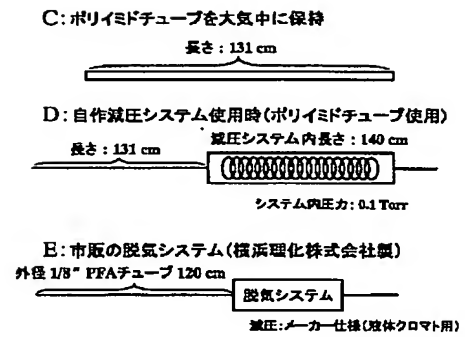 C:ポリイミドチューブを大気中に保持
長さ:131 cm
D:自作減圧システム使用時(ポリイミドチューブ使用)
減圧システム内長さ:140 cm
長さ:131 cm
システム内圧力:0.1 Torr
E:市販の脱気システム(横浜理化株式会社製)
外径 1/8" PFAチューブ 120 cm
脱気システム
減圧:メーカー仕様(液体クロマト用)